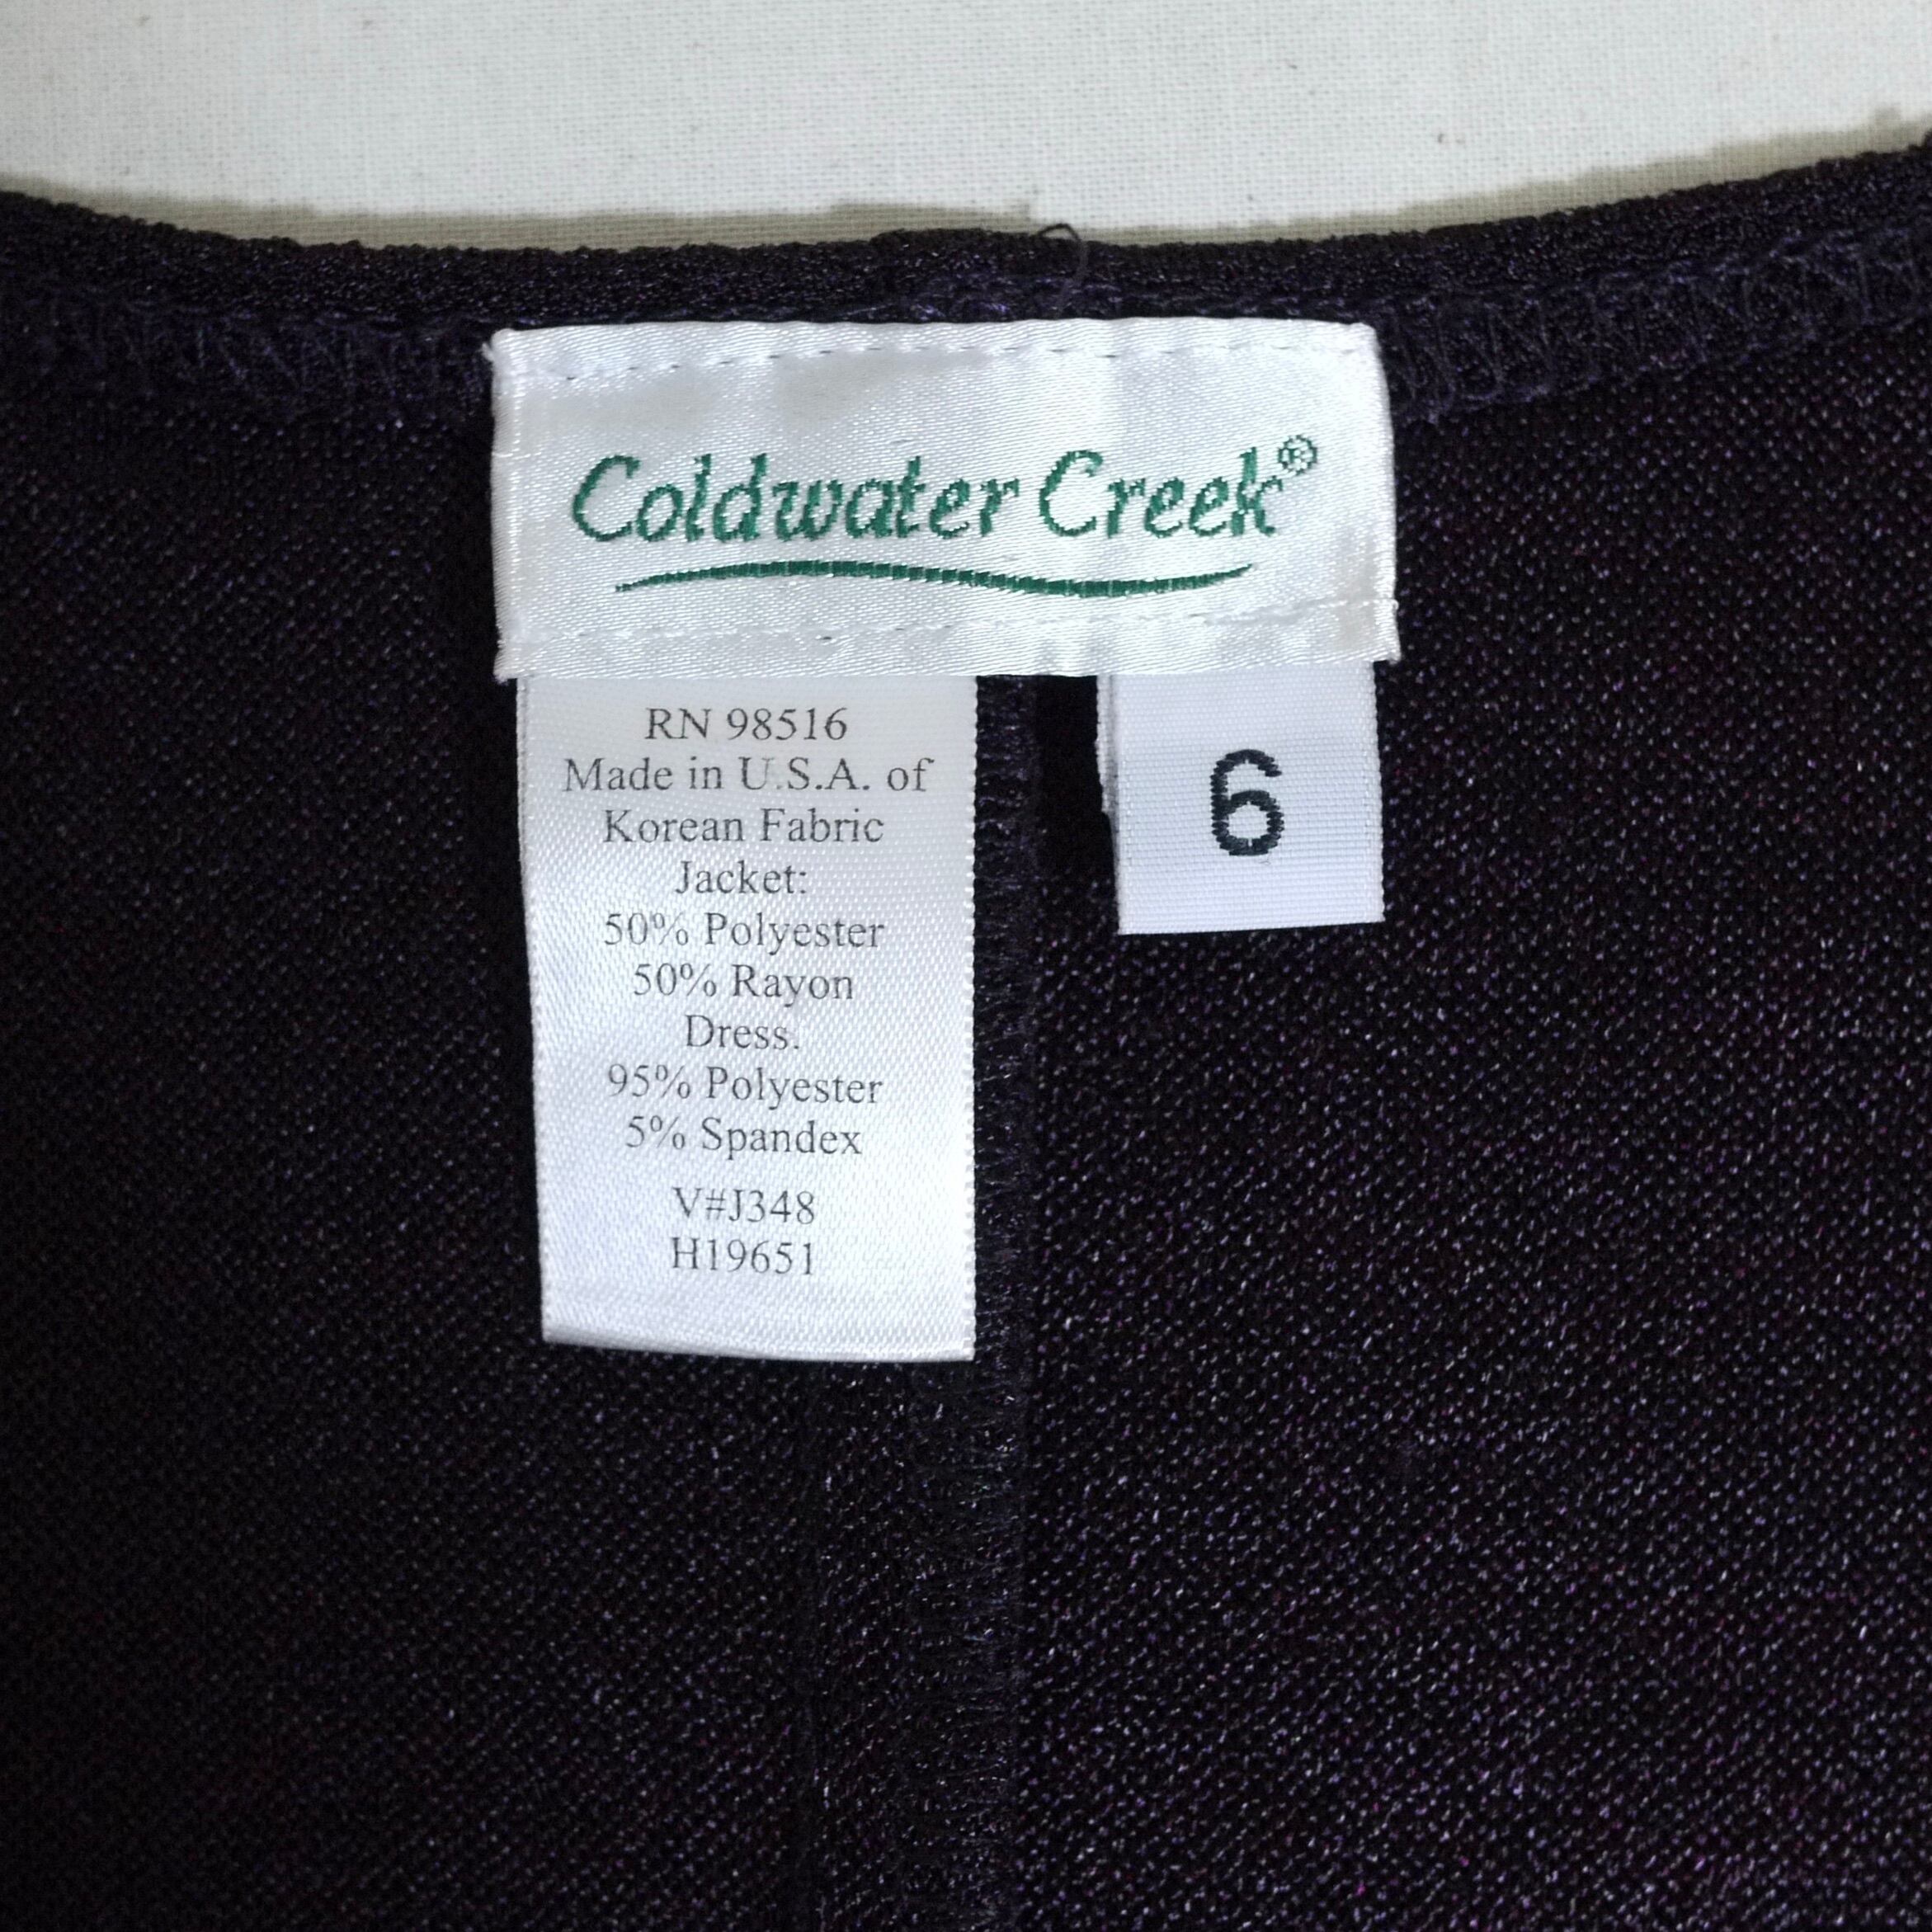 Coldwater Creek®
RN 98516
Made in U.S.A. of
Korean Fabric
Jacket:
50% Polyester
50% Rayon
Dress.
95% Polyester
5% Spandex
V#J348
H19651
6